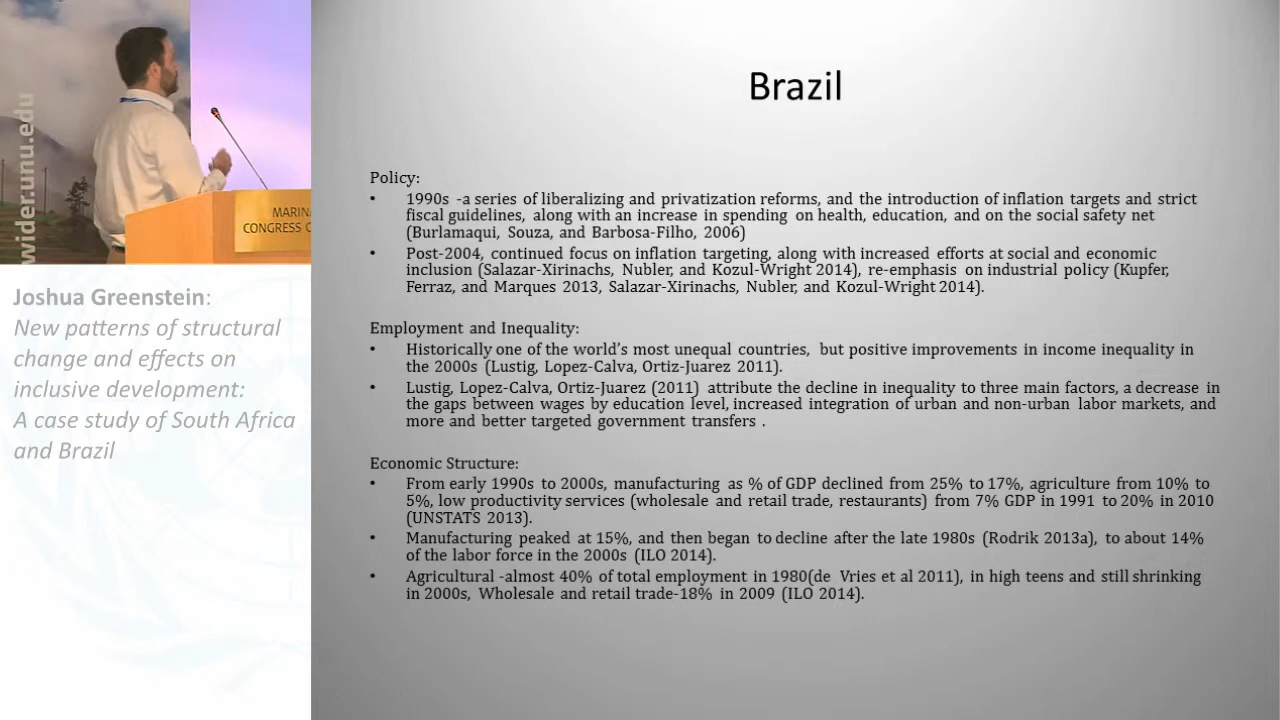 wider.unu.edu
MARIN
CONGRESS C
Joshua Greenstein:
New patterns of structural
change and effects on
inclusive development:
A case study of South Africa
and Brazil
Brazil
Policy:
• 1990s -a series of liberalizing and privatization reforms, and the introduction of inflation targets and strict
fiscal guidelines, along with an increase in spending on health, education, and on the social safety net
(Burlamaqui, Souza, and Barbosa-Filho, 2006)
• Post-2004, continued focus on inflation targeting, along with increased efforts at social and economic
inclusion (Salazar-Xirinachs, Nubler, and Kozul-Wright 2014), re-emphasis on industrial policy (Kupfer,
Ferraz, and Marques 2013, Salazar-Xirinachs, Nubler, and Kozul-Wright 2014).
Employment and Inequality:
• Historically one of the world's most unequal countries, but positive improvements in income inequality in
the 2000s (Lustig, Lopez-Calva, Ortiz-Juarez 2011).
• Lustig, Lopez-Calva, Ortiz-Juarez (2011) attribute the decline in inequality to three main factors, a decrease in
the gaps between wages by education level, increased integration of urban and non-urban labor markets, and
more and better targeted government transfers .
Economic Structure:
• From early 1990s to 2000s, manufacturing as % of GDP declined from 25% to 17%, agriculture from 10% to
5%, low productivity services (wholesale and retail trade, restaurants) from 7% GDP in 1991 to 20% in 2010
(UNSTATS 2013).
• Manufacturing peaked at 15%, and then began to decline after the late 1980s (Rodrik 2013a), to about 14%
of the labor force in the 2000s (ILO 2014).
• Agricultural -almost 40% of total employment in 1980(de Vries et al 2011), in high teens and still shrinking
in 2000s, Wholesale and retail trade-18% in 2009 (ILO 2014).